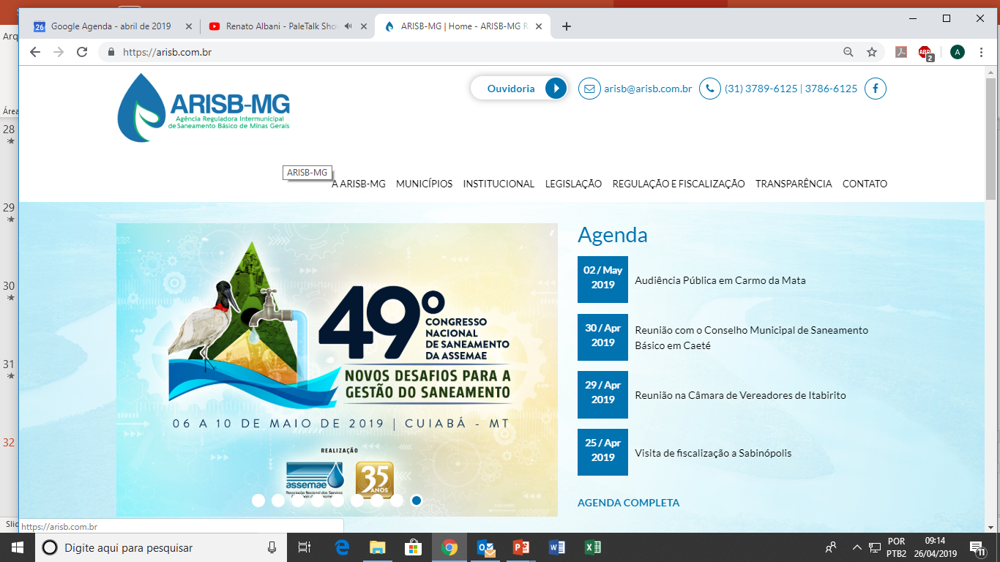 Arq
Área
28
29
30
31
32
Slid
26 Google Agenda - abril de 2019
Renato Albani - PaleTalk Sho
ARISB-MG | Home - ARISB-MG R
https://arisb.com.br
ABP
2
A
ARISB-MG
Agência Reguladora Intermunicipal
de Saneamento Básico de Minas Gerais
Ouvidoria
arisb@arisb.com.br
(31) 3789-6125 | 3786-6125
ARISB-MG
A ARISB-MG MUNICÍPIOS INSTITUCIONAL LEGISLAÇÃO REGULAÇÃO E FISCALIZAÇÃO TRANSPARÊNCIA CONTATO
49º
CONGRESSO
NACIONAL
DE SANEAMENTO
DA ASSEMAE
NOVOS DESAFIOS PARA A
GESTÃO DO SANEAMENTO
06 A 10 DE MAIO DE 2019 | CUIABÁ - MT
REALIZAÇÃO
assemae
Associação Nacional dos Serviços
35
ANOS
Agenda
02 / May
2019
Audiência Pública em Carmo da Mata
30 / Apr
2019
Reunião com o Conselho Municipal de Saneamento
Básico em Caeté
29 / Apr
2019
Reunião na Câmara de Vereadores de Itabirito
25 / Apr
2019
Visita de fiscalização a Sabinópolis
AGENDA COMPLETA
https://arisb.com.br
Digite aqui para pesquisar
POR
PTB2
09:14
26/04/2019
11